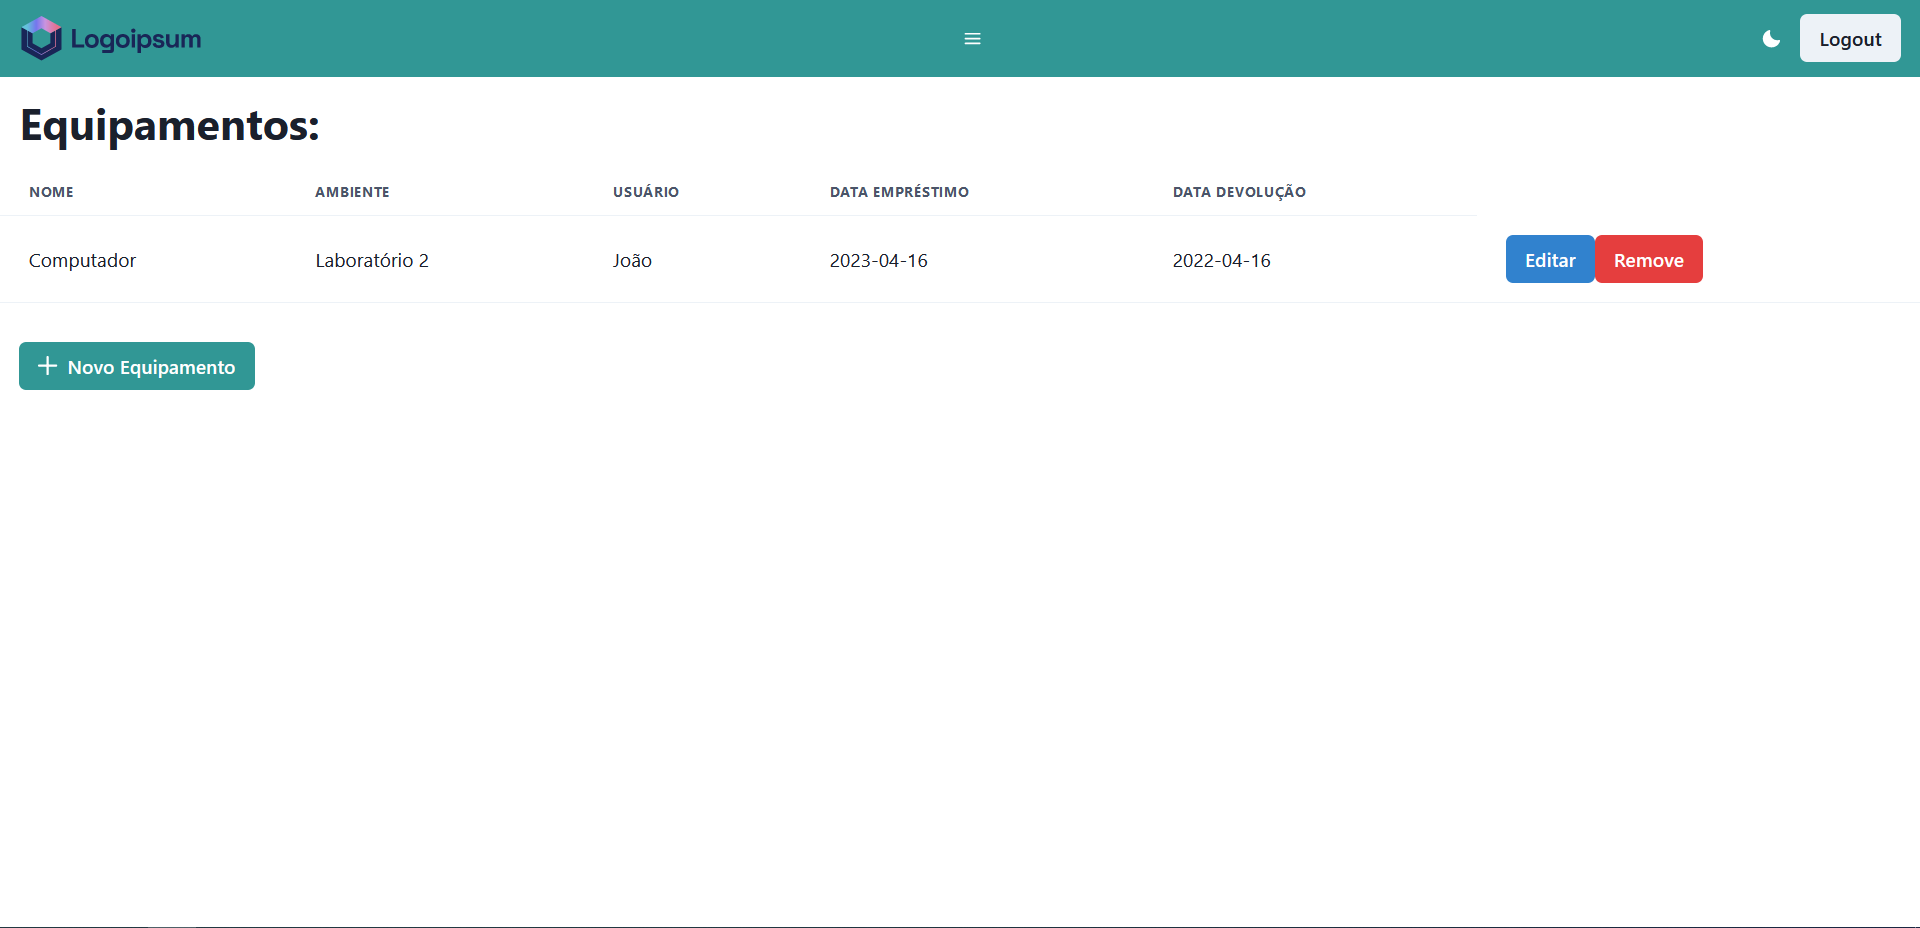 Logoipsum
Logout
Equipamentos:
NOME AMBIENTE USUÁRIO DATA EMPRÉSTIMO DATA DEVOLUÇÃO
Computador Laboratório 2 João 2023-04-16 2022-04-16 Editar Remove
Novo Equipamento